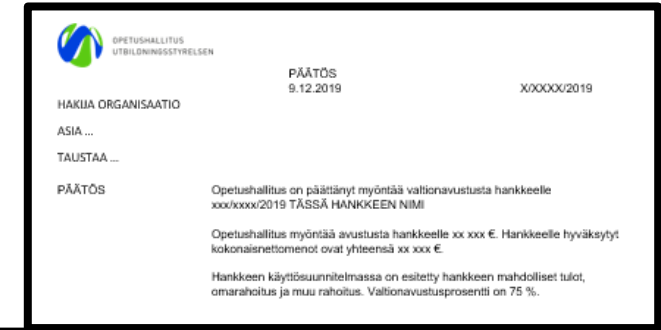 OPETUSHALLITUS
UTBILDNINGSSTYRELSEN
PÄÄTÖS
9.12.2019
X/XXXX/2019
HAKIJA ORGANISAATIO
ASIA ...
TAUSTAA ...
PÄÄTÖS
Opetushallitus on päättänyt myöntää valtionavustusta hankkeelle
xxx/xxxx/2019 TÄSSÄ HANKKEEN NIMI
Opetushallitus myöntää avustusta hankkeelle xx xxx €. Hankkeelle hyväksytyt
kokonaisnettomenot ovat yhteensä xx xxx €.
Hankkeen käyttösuunnitelmassa on esitetty hankkeen mahdolliset tulot,
omarahoitus ja muu rahoitus. Valtionavustusprosentti on 75 %.